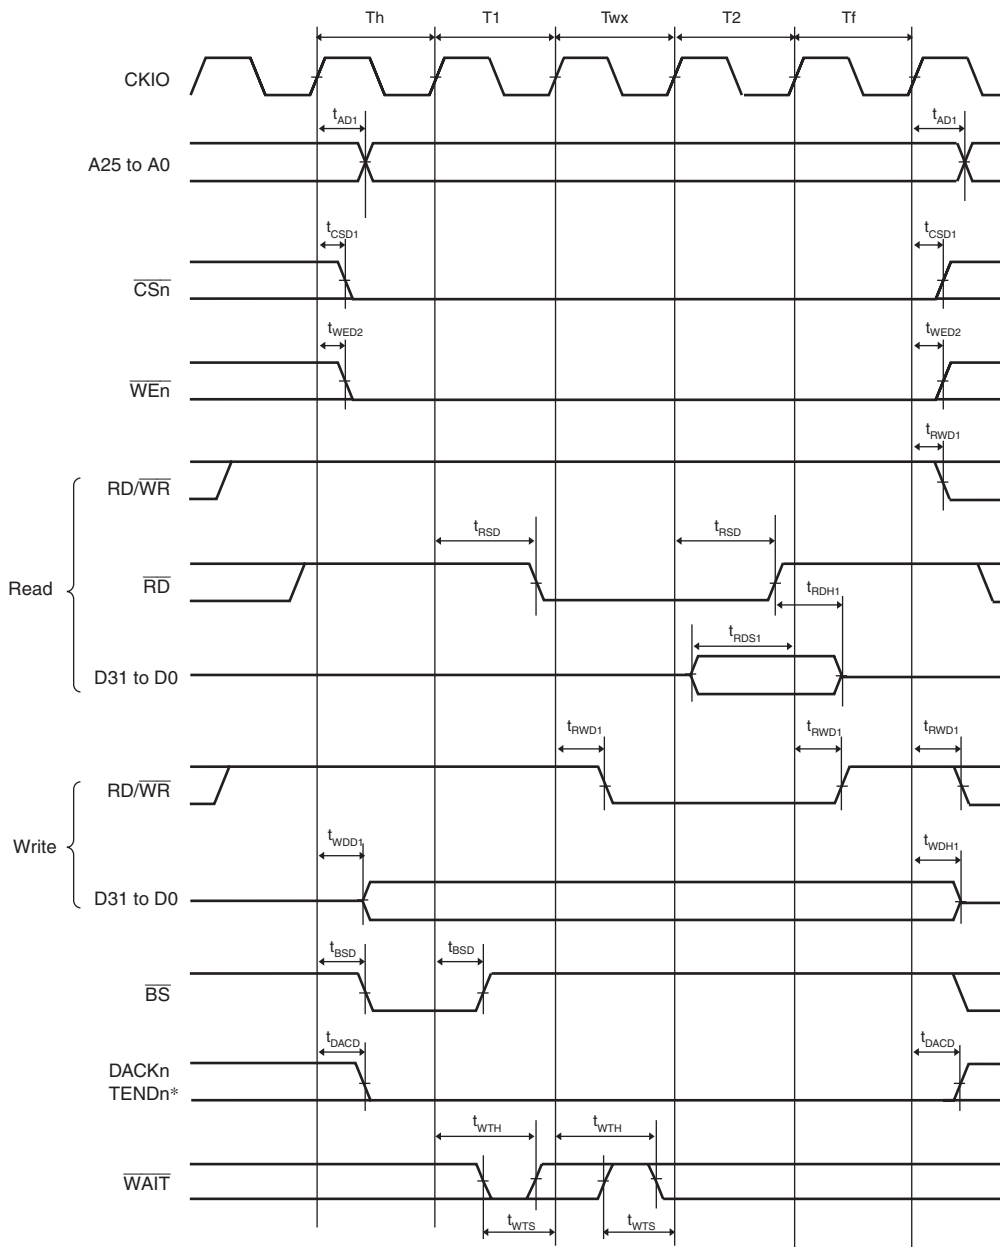 Th T1 Twx T2 Tf
CKIO
tAD1 tAD1
A25 to A0
tCSD1 tCSD1
CSn
tWED2 tWED2
WEn
tRWD1
RD/WR
tRSD tRSD
Read
RD
tRDH1
tRDS1
D31 to D0
tRWD1 tRWD1 tRWD1
RD/WR
Write
tWDD1 tWDH1
D31 to D0
tBSD tBSD
BS
tDACD tDACD
DACKn
TENDn*
tWTH tWTH
WAIT
tWTS tWTS